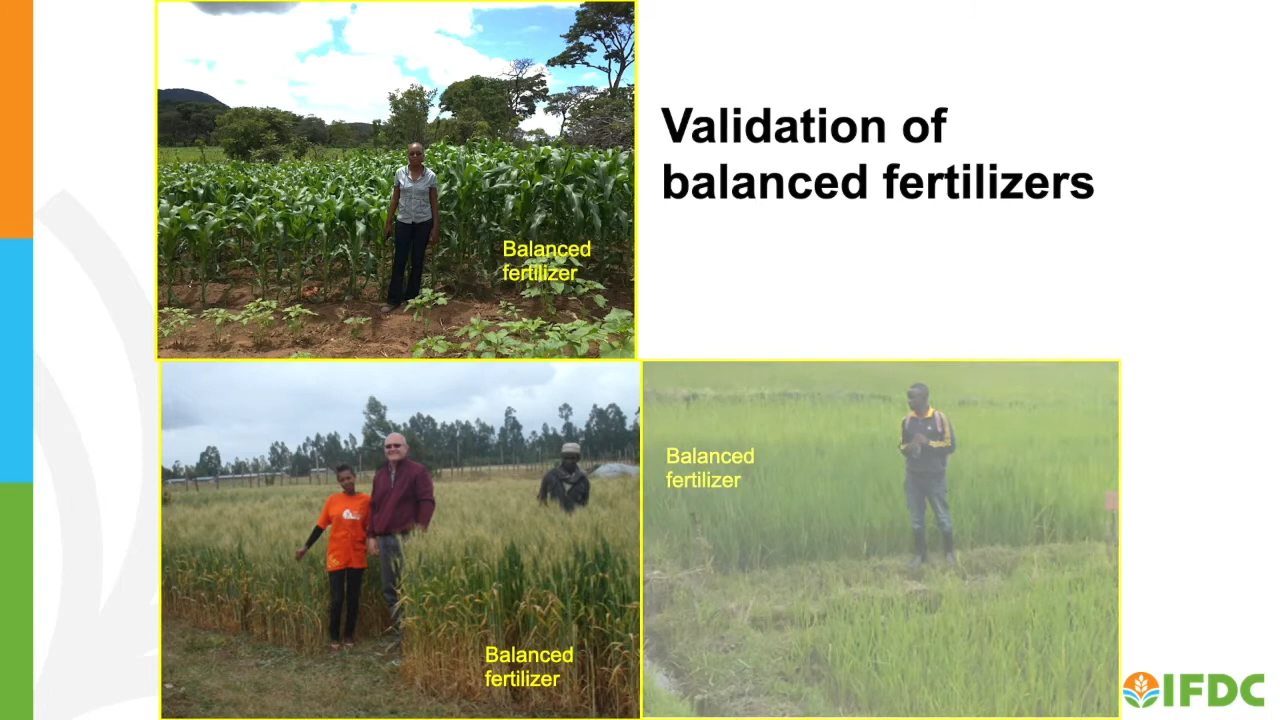 Validation of
balanced fertilizers
Balanced
fertilizer
Balanced
fertilizer
Balanced
fertilizer
IFDC